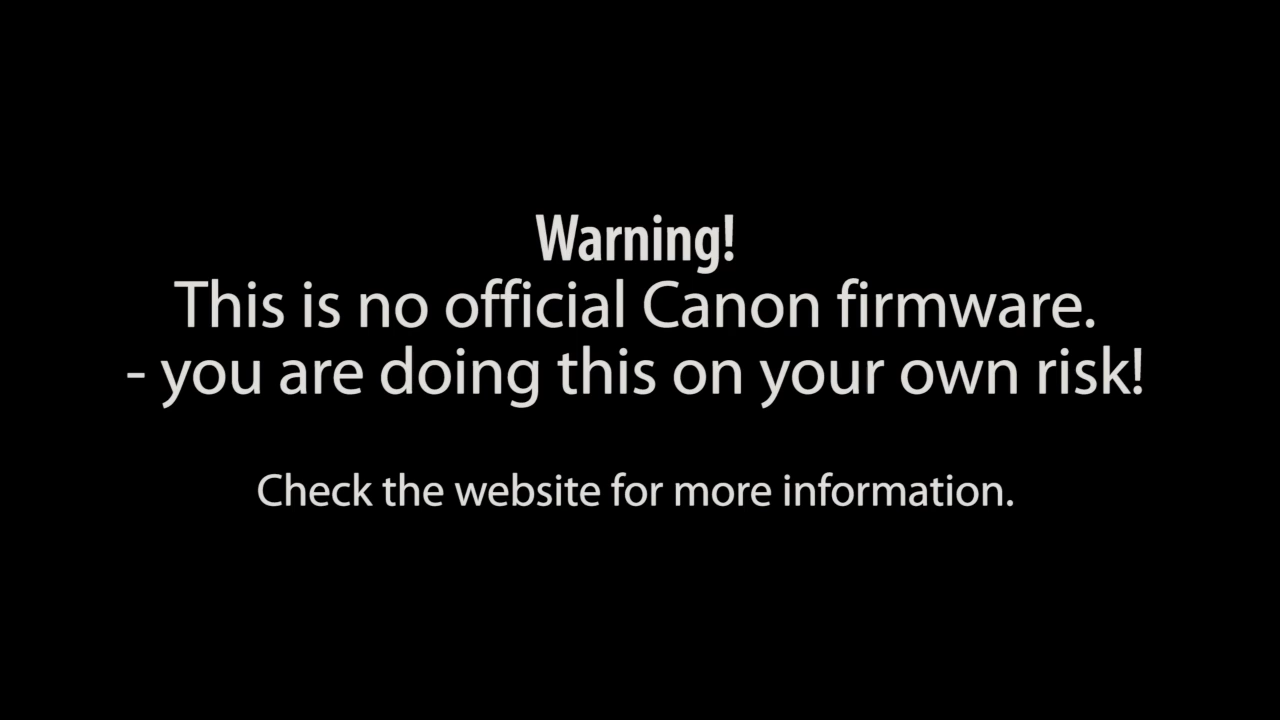 Warning!
This is no official Canon firmware.
- you are doing this on your own risk!
Check the website for more information.